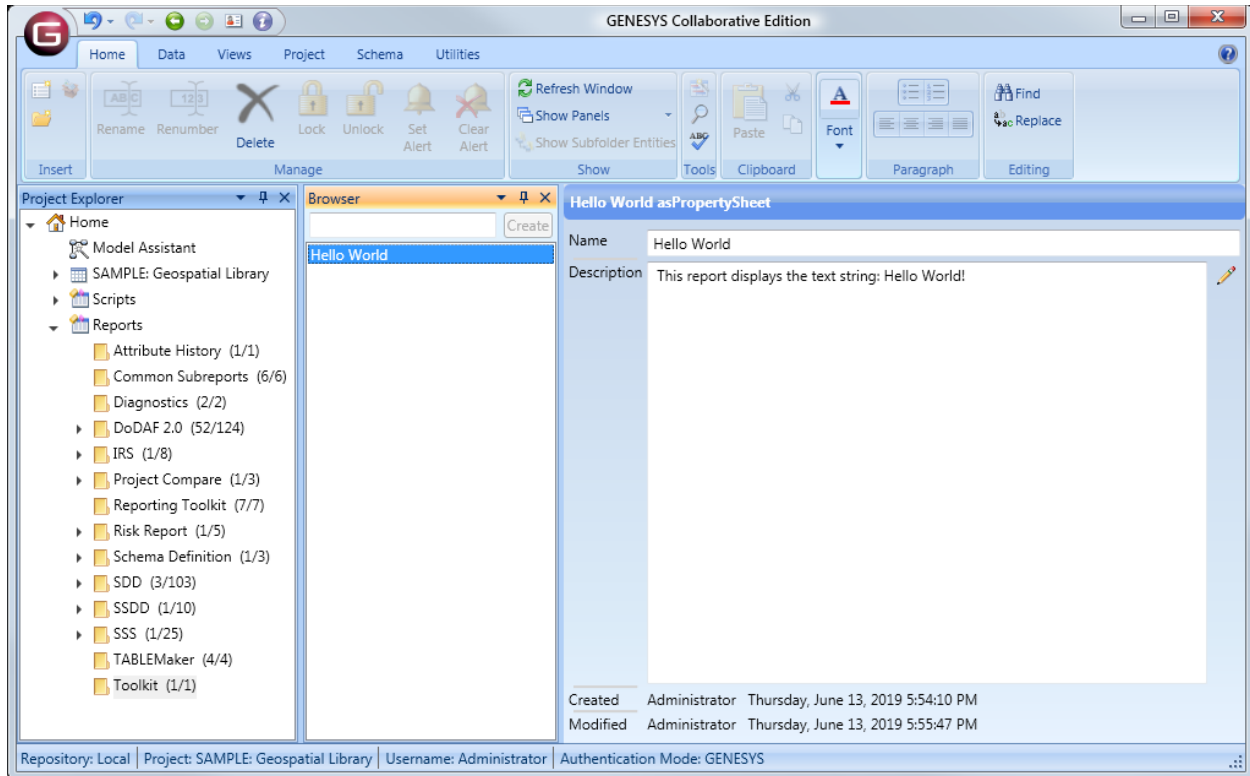 GENESYS Collaborative Edition
Home Data Views Project Schema Utilities
Rename Renumber Delete Lock Unlock Set Alert Clear Alert
Refresh Window
Show Panels
Show Subfolder Entities
Paste
Font
Find
Replace
Insert Manage Show Tools Clipboard Paragraph Editing
Project Explorer
Home
Model Assistant
SAMPLE: Geospatial Library
Scripts
Reports
Attribute History (1/1)
Common Subreports (6/6)
Diagnostics (2/2)
DoDAF 2.0 (52/124)
IRS (1/8)
Project Compare (1/3)
Reporting Toolkit (7/7)
Risk Report (1/5)
Schema Definition (1/3)
SDD (3/103)
SSDD (1/10)
SSS (1/25)
TABLEMaker (4/4)
Toolkit (1/1)
Browser
Create
Hello World
Hello World asPropertySheet
Name Hello World
Description This report displays the text string: Hello World!
Created Administrator Thursday, June 13, 2019 5:54:10 PM
Modified Administrator Thursday, June 13, 2019 5:55:47 PM
Repository: Local Project: SAMPLE: Geospatial Library Username: Administrator Authentication Mode: GENESYS